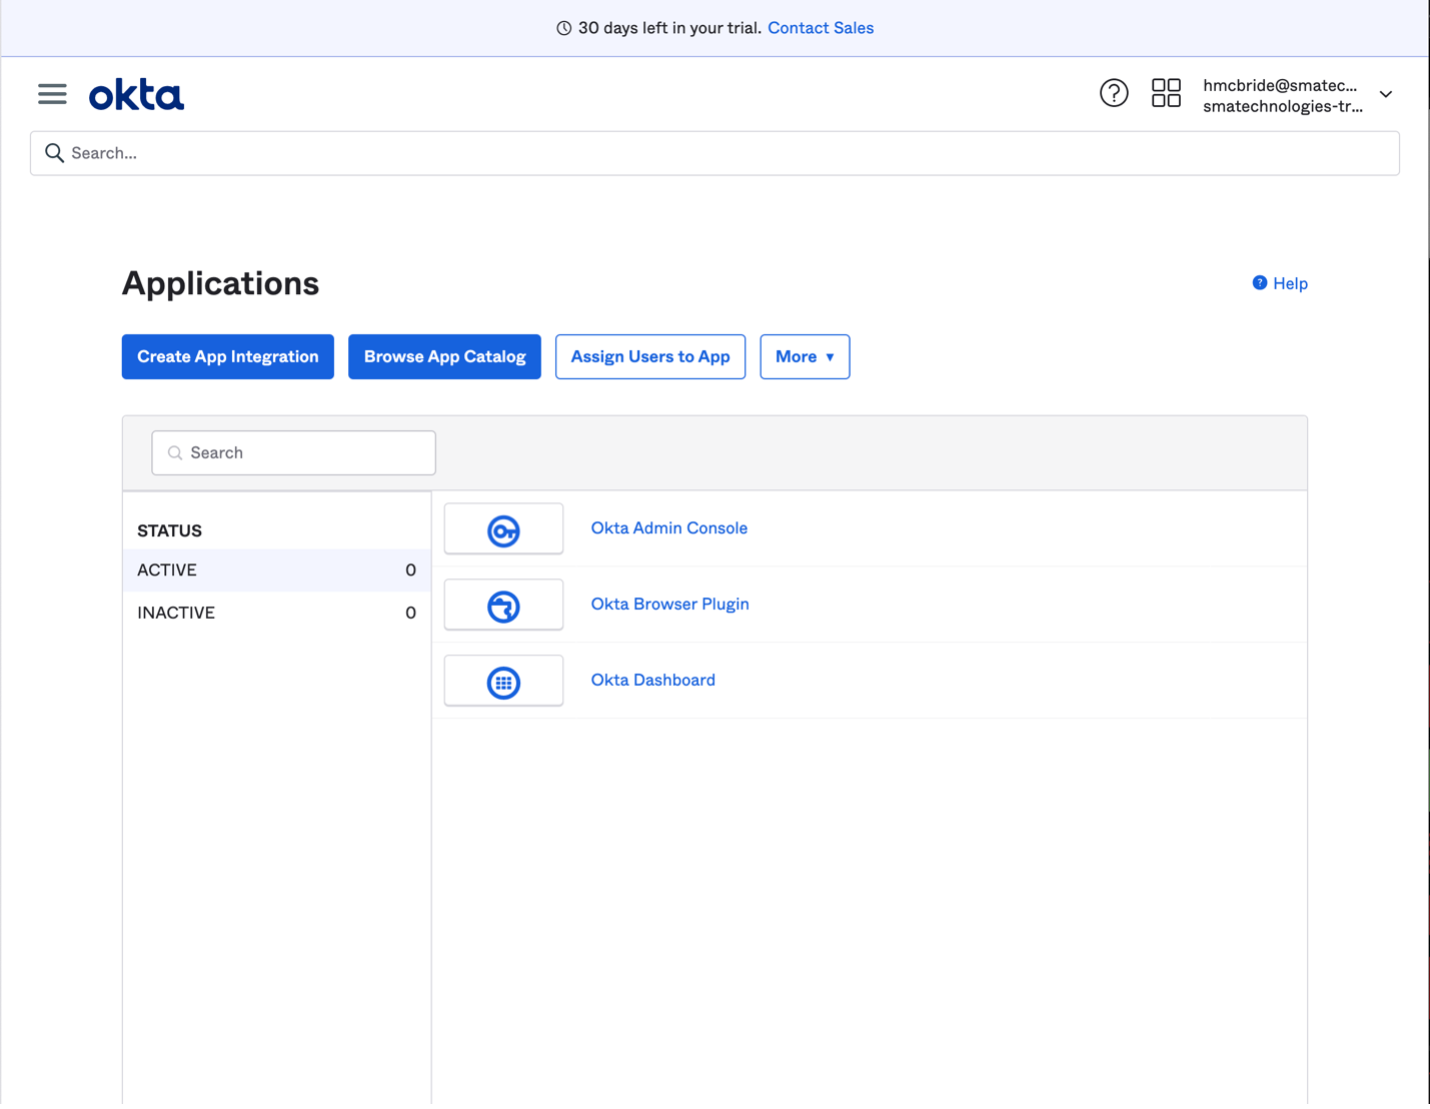 30 days left in your trial. Contact Sales
okta
hmcbride@smatec...
smatechnologies-tr...
Search...
Applications
Help
Create App Integration
Browse App Catalog
Assign Users to App
More ▼
Search
STATUS
ACTIVE 0
INACTIVE 0
Okta Admin Console
Okta Browser Plugin
Okta Dashboard